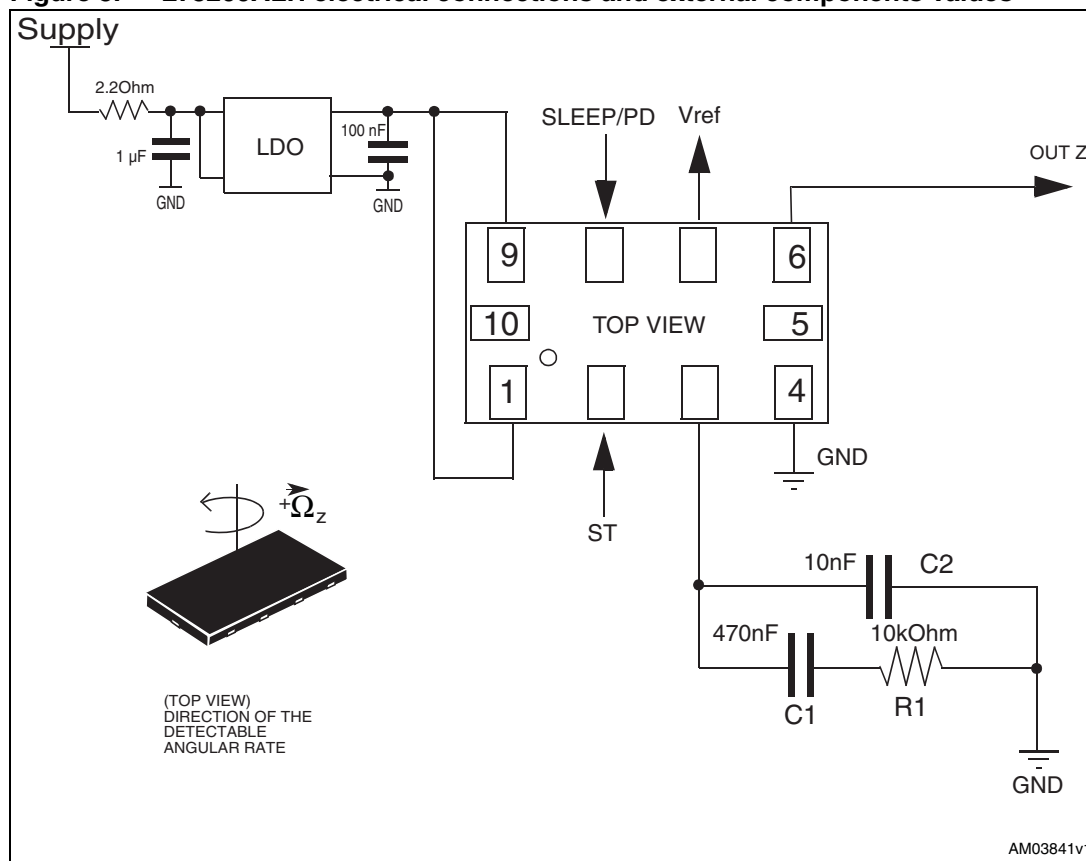 Supply
2.2Ohm
1 µF
GND
LDO
100 nF
GND
SLEEP/PD
Vref
OUT Z
9
6
10
TOP VIEW
5
1
4
GND
ST
+Ωz
10nF
C2
470nF
10kOhm
C1
R1
GND
(TOP VIEW)
DIRECTION OF THE
DETECTABLE
ANGULAR RATE